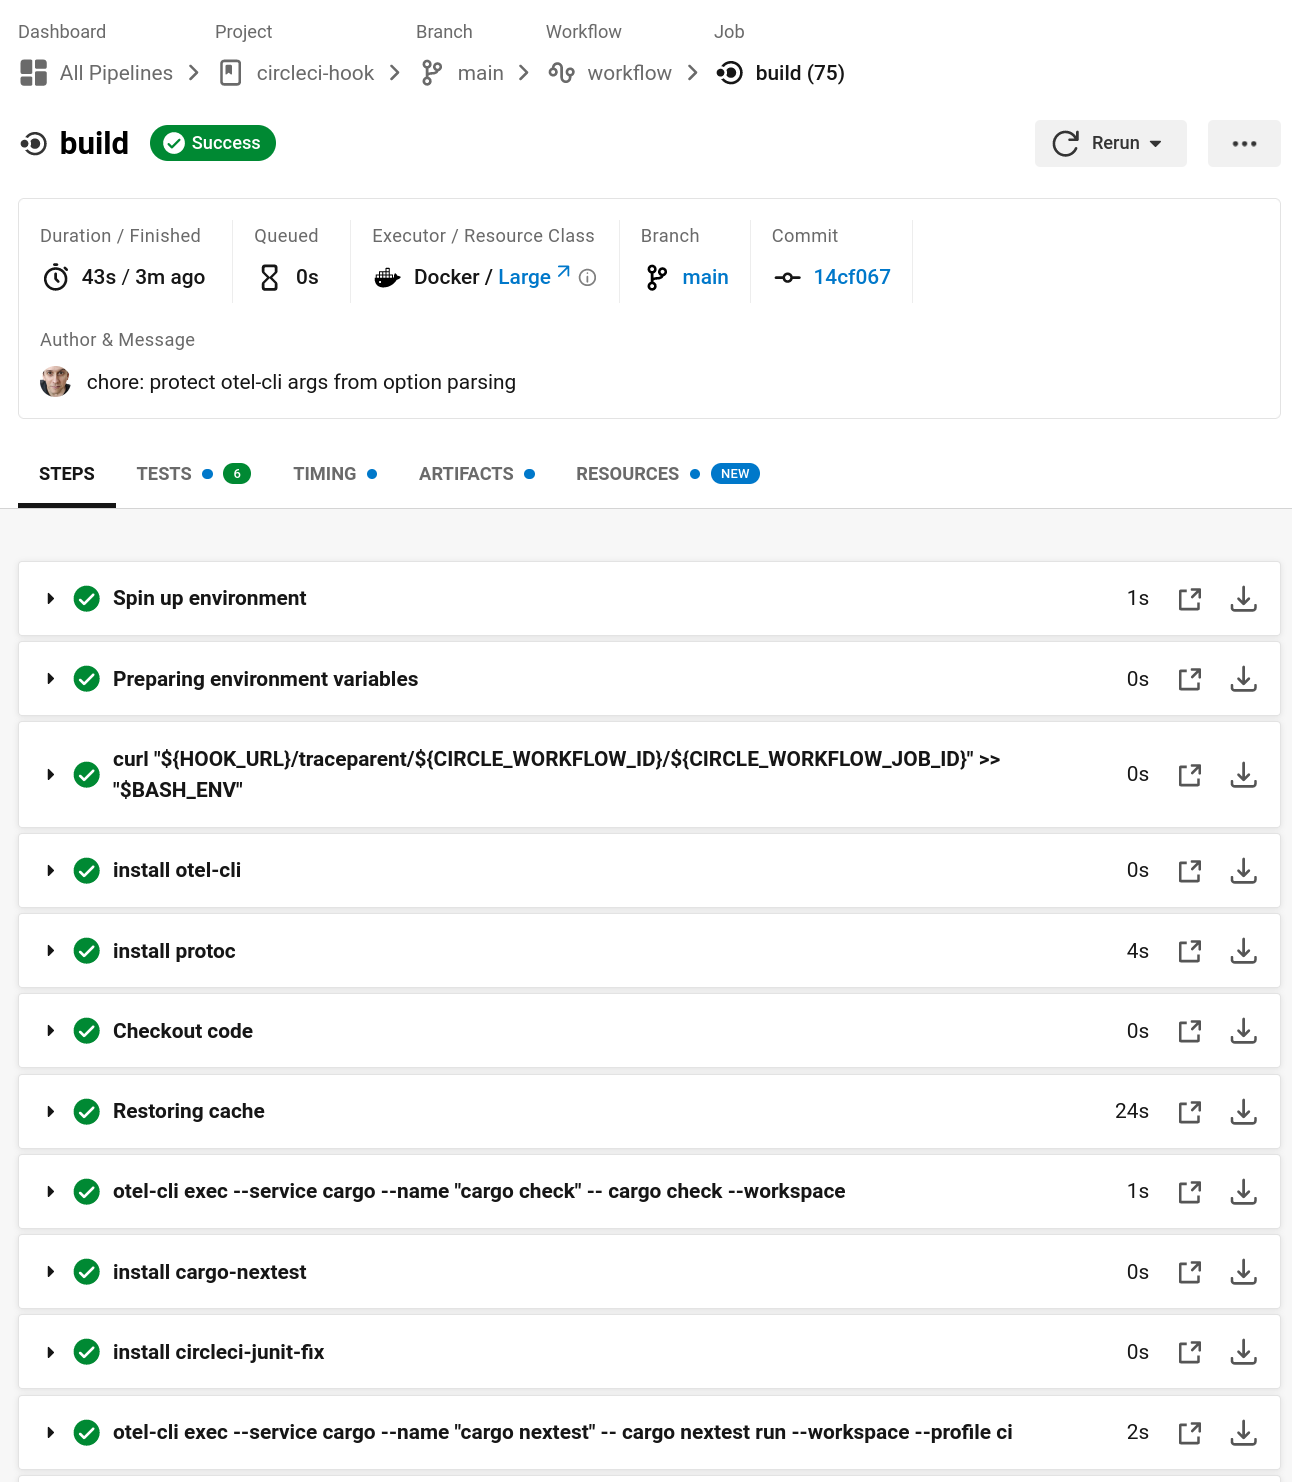 Dashboard Project Branch Workflow Job
All Pipelines circleci-hook main workflow build (75)
build Success Rerun
Duration / Finished Queued Executor / Resource Class Branch Commit
43s / 3m ago 0s Docker / Large main 14cf067
Author & Message
chore: protect otel-cli args from option parsing
STEPS TESTS 6 TIMING ARTIFACTS RESOURCES NEW
Spin up environment 1s
Preparing environment variables 0s
curl "${HOOK_URL}/traceparent/${CIRCLE_WORKFLOW_ID}/${CIRCLE_WORKFLOW_JOB_ID}" >>
"$BASH_ENV" 0s
install otel-cli 0s
install protoc 4s
Checkout code 0s
Restoring cache 24s
otel-cli exec --service cargo --name "cargo check" -- cargo check --workspace 1s
install cargo-nextest 0s
install circleci-junit-fix 0s
otel-cli exec --service cargo --name "cargo nextest" -- cargo nextest run --workspace --profile ci 2s